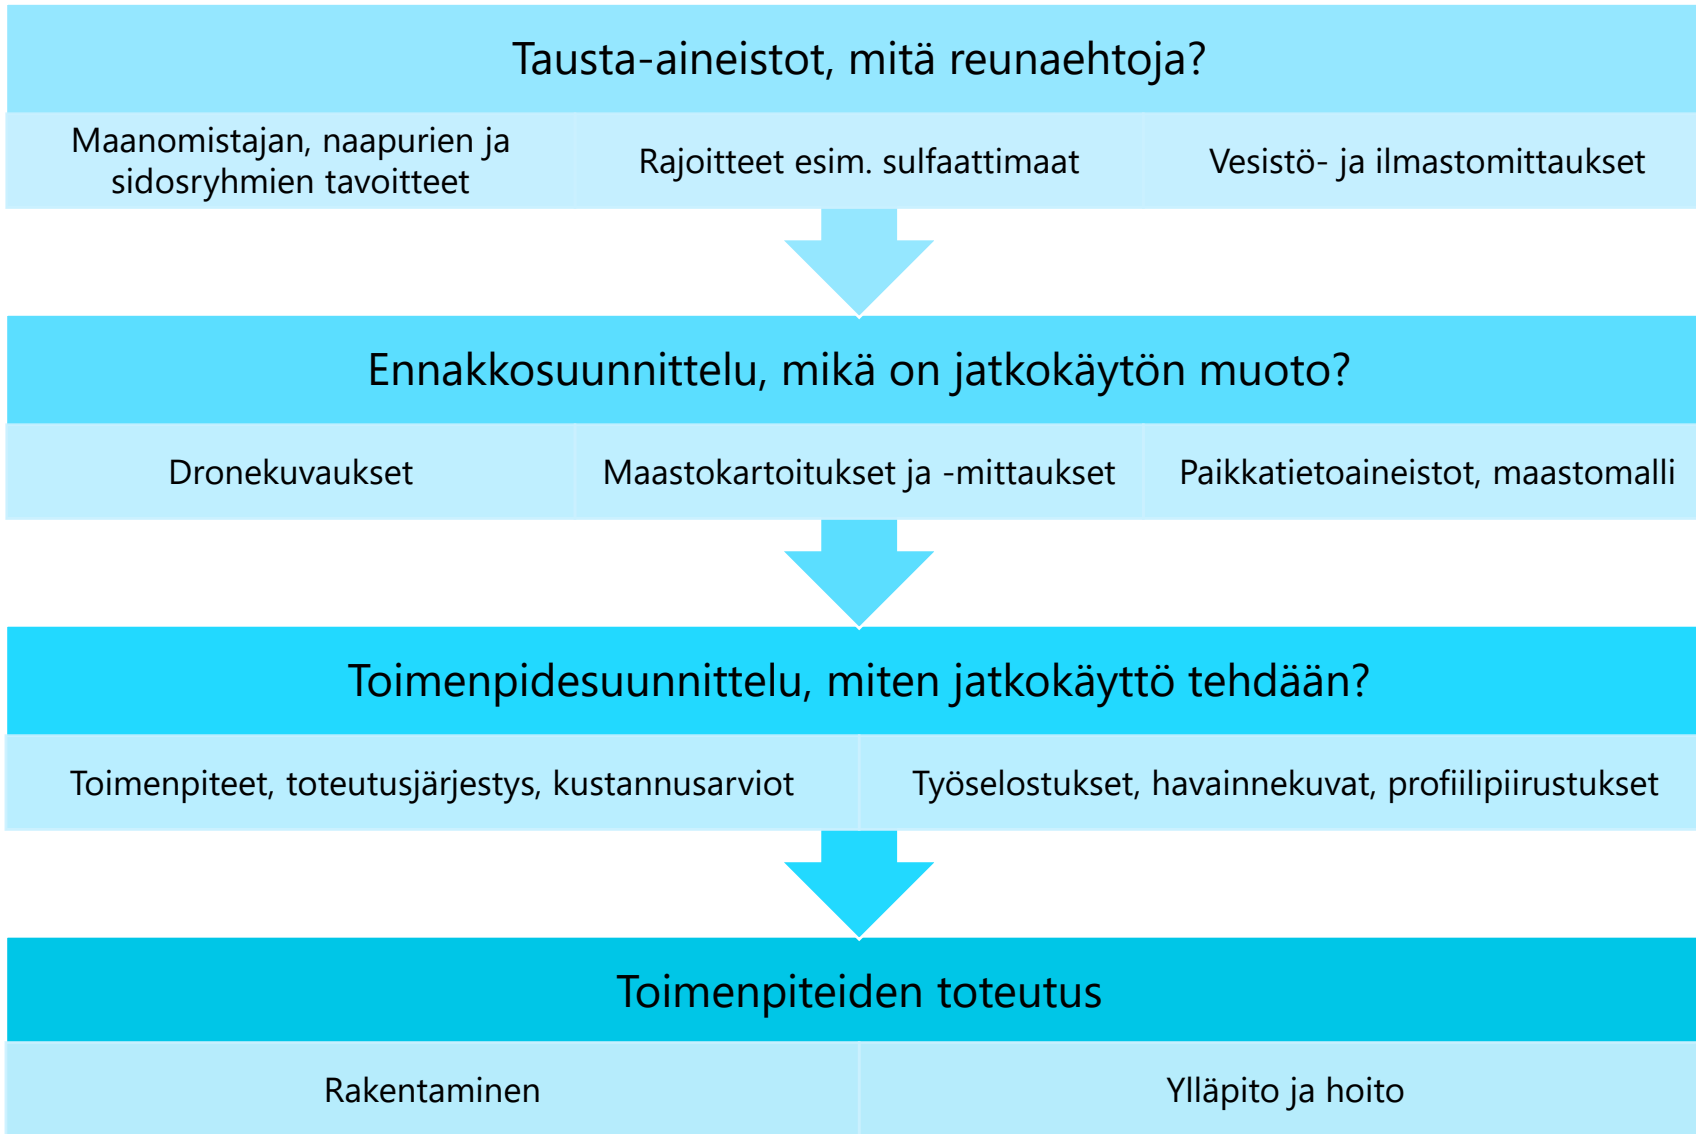 Tausta-aineistot, mitä reunaehtoja?
Maanomistajan, naapurien ja
sidosryhmien tavoitteet
Rajoitteet esim. sulfaattimaat
Vesistö- ja ilmastomittaukset
Ennakkosuunnittelu, mikä on jatkokäytön muoto?
Dronekuvaukset
Maastokartoitukset ja -mittaukset
Paikkatietoaineistot, maastomalli
Toimenpidesuunnittelu, miten jatkokäyttö tehdään?
Toimenpiteet, toteutusjärjestys, kustannusarviot
Työselostukset, havainnekuvat, profiilipiirustukset
Toimenpiteiden toteutus
Rakentaminen
Ylläpito ja hoito